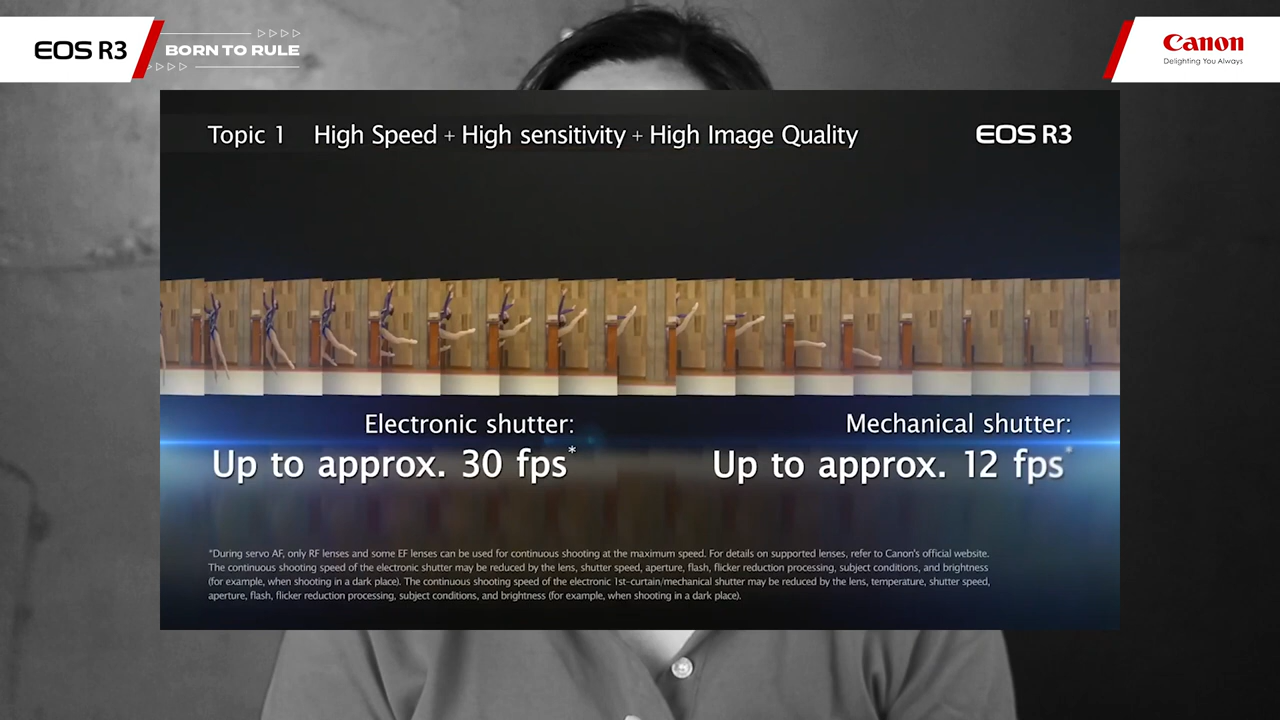 EOS R3
BORN TO RULE
Canon
Delighting You Always
Topic 1 High Speed + High sensitivity + High Image Quality
EOS R3
Electronic shutter:
Up to approx. 30 fps*
Mechanical shutter:
Up to approx. 12 fps*
*During servo AF, only RF lenses and some EF lenses can be used for continuous shooting at the maximum speed. For details on supported lenses, refer to Canon's official website.
The continuous shooting speed of the electronic shutter may be reduced by the lens, shutter speed, aperture, flash, flicker reduction processing, subject conditions, and brightness
(for example, when shooting in a dark place). The continuous shooting speed of the electronic 1st-curtain/mechanical shutter may be reduced by the lens, temperature, shutter speed,
aperture, flash, flicker reduction processing, subject conditions, and brightness (for example, when shooting in a dark place).